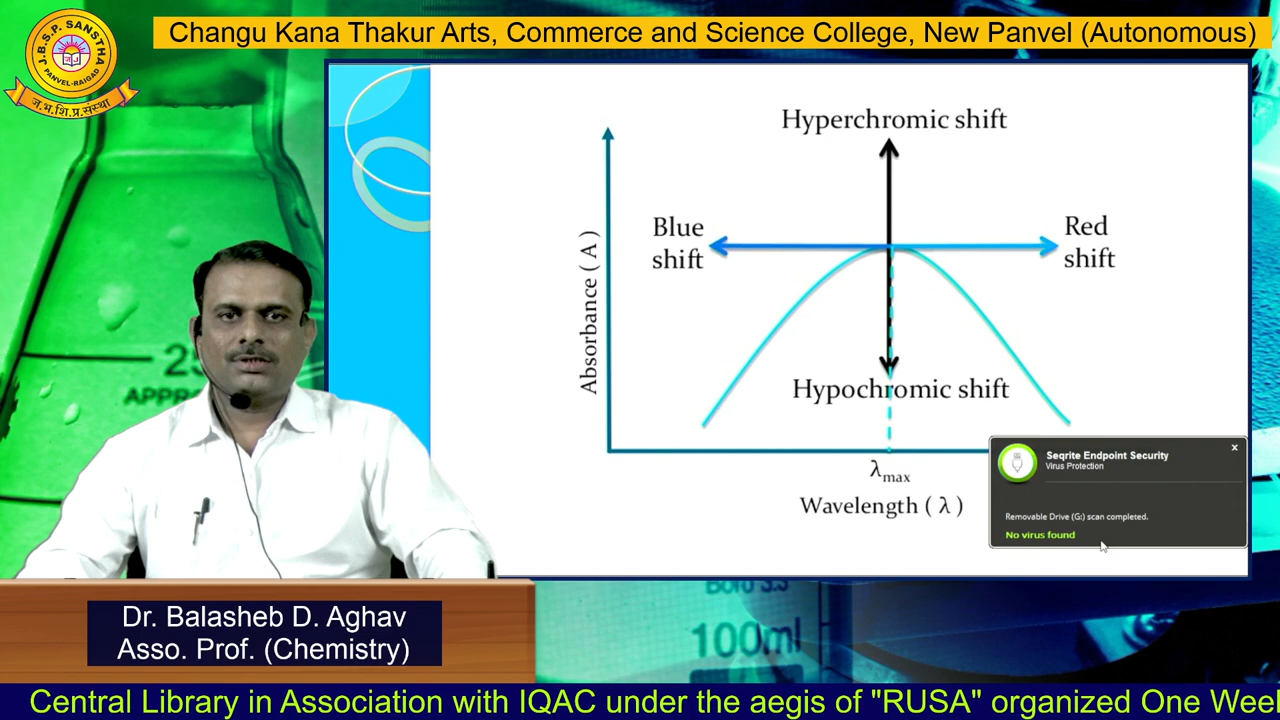 Changu Kana Thakur Arts, Commerce and Science College, New Panvel (Autonomous)
J.B.S.P. SANSTHA
PANVEL-RAIGAD
ज.भ.शि.प्र.संस्था
Hyperchromic shift
Blue
shift
Red
shift
Absorbance ( A )
Hypochromic shift
λmax
Wavelength ( λ )
Seqrite Endpoint Security
Virus Protection
x
Removable Drive (G:) scan completed.
No virus found
APPR
100ml
Dr. Balasheb D. Aghav
Asso. Prof. (Chemistry)
Central Library in Association with IQAC under the aegis of "RUSA" organized One Wee